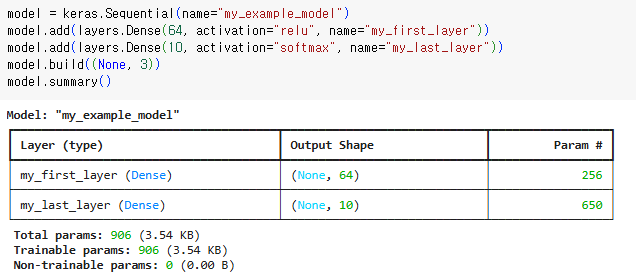 model = keras.Sequential(name="my_example_model")
model.add(layers.Dense(64, activation="relu", name="my_first_layer"))
model.add(layers.Dense(10, activation="softmax", name="my_last_layer"))
model.build((None, 3))
model.summary()
Model: "my_example_model"
Layer (type) Output Shape Param #
my_first_layer (Dense) (None, 64) 256
my_last_layer (Dense) (None, 10) 650
Total params: 906 (3.54 KB)
Trainable params: 906 (3.54 KB)
Non-trainable params: 0 (0.00 B)